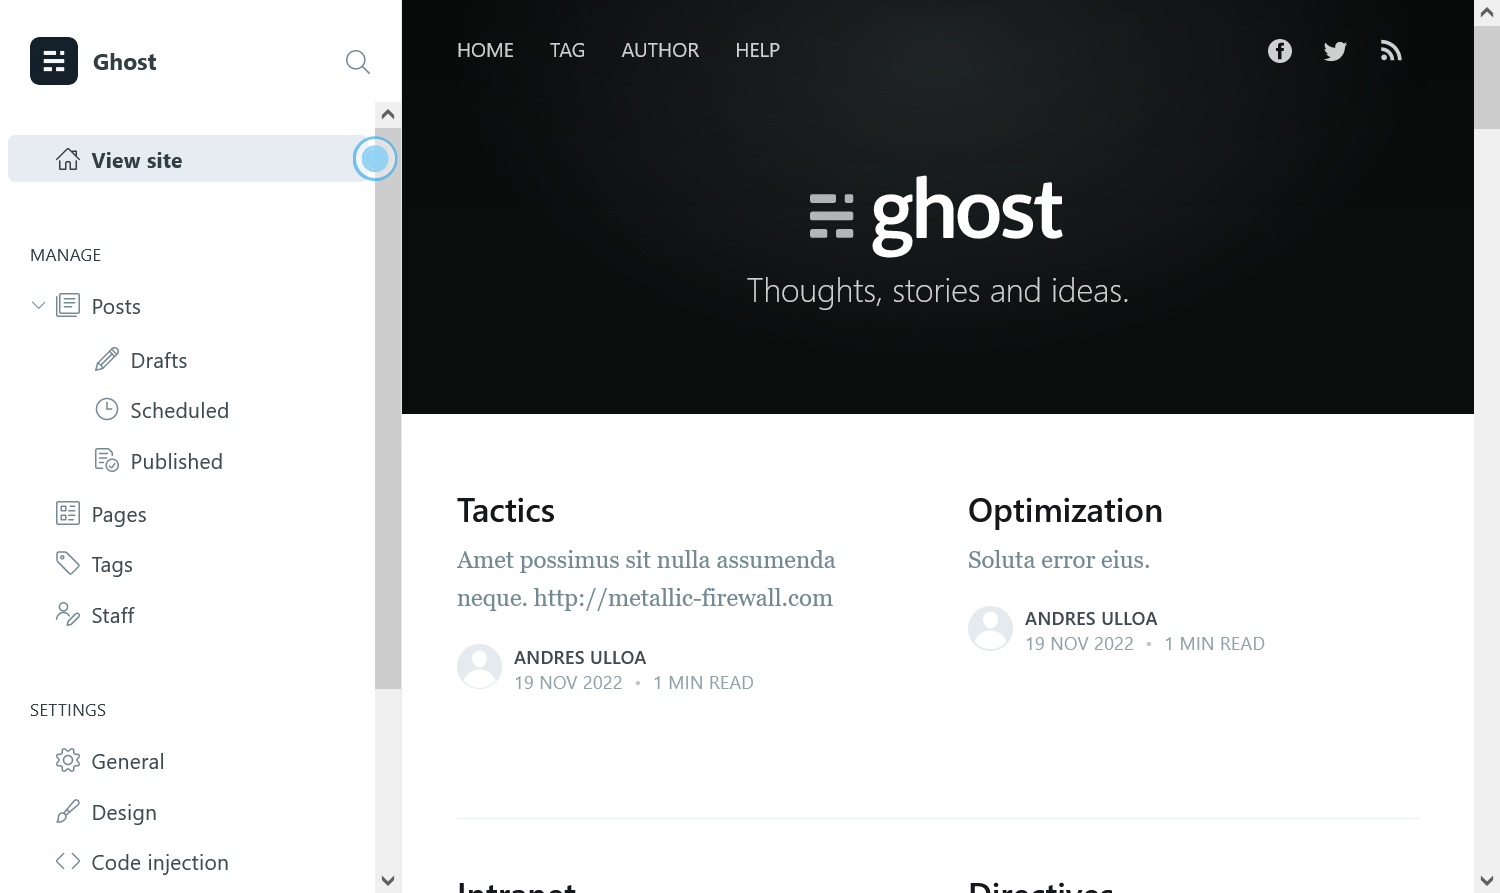 Ghost
View site
MANAGE
Posts
Drafts
Scheduled
Published
Pages
Tags
Staff
SETTINGS
General
Design
Code injection
HOME TAG AUTHOR HELP
ghost
Thoughts, stories and ideas.
Tactics
Amet possimus sit nulla assumenda
neque. http://metallic-firewall.com
ANDRES ULLOA
19 NOV 2022 • 1 MIN READ
Optimization
Soluta error eius.
ANDRES ULLOA
19 NOV 2022 • 1 MIN READ
Intranet
Directives